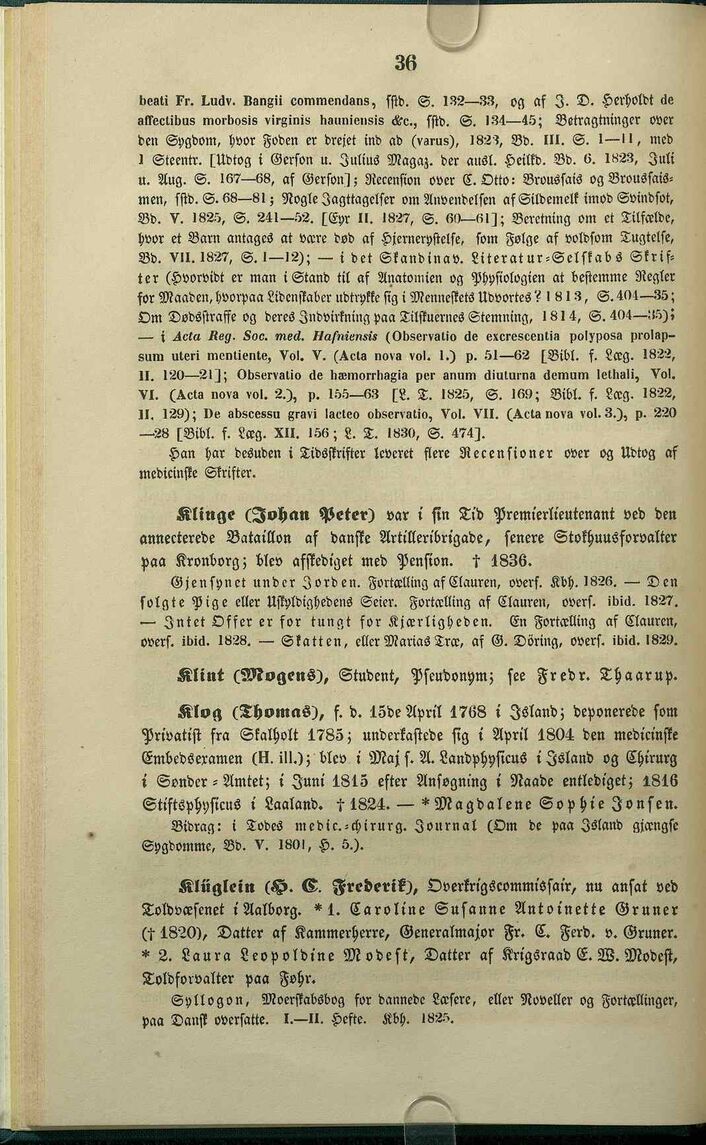 36
beati Fr. Ludv. Bangii commendans, sstd. S. 132—33, og af J. D. Herholdt de
affectibus morbosis virginis hauniensis &c., sstd. S. 134—45; Betragtninger over
den Sygdom, hvor Foden er drejet ind ad (varus), 1823, Bd. III. S. 1—11, med
1 Steentr. [Udtog i Gerson u. Julius Magaz. der ausl. Heilkd. Bd. 6. 1823, Juli
u. Aug. S. 167—68, af Gerson]; Recension over C. Otto: Broussais og Broussais-
men, sstd. S. 68—81; Nogle Jagttagelser om Anvendelsen af Sildemelk imod Svindsot,
Bd. V. 1825, S. 241—52. [Eyr II. 1827, S. 60—61]; Beretning om et Tilfælde,
hvor et Barn antages at være død af Hjernerystelse, som Følge af voldsom Tugtelse,
Bd. VII. 1827, S. 1—12); — i det Skandinav. Literatur-Selskabs Skrif-
ter (Hvorvidt er man i Stand til af Anatomien og Physiologien at bestemme Regler
for Maaden, hvorpaa Lidenskaber udtrykke sig i Menneskets Udvortes? 1813, S. 404—35;
Om Dødsstraffe og deres Indvirkning paa Tilskuernes Stemning, 1814, S. 404—35);
— i Acta Reg. Soc. med. Hafniensis (Observatio de excrescentia polyposa prolap-
sum uteri mentiente, Vol. V. (Acta nova vol. 1.) p. 51—62 [Bibl. f. Læg. 1822,
II. 120—21]; Observatio de hæmorrhagia per anum diuturna demum lethali, Vol.
VI. (Acta nova vol. 2.), p. 155—63 [L. T. 1825, S. 169; Bibl. f. Læg. 1822,
II. 129); De abscessu gravi lacteo observatio, Vol. VII. (Acta nova vol. 3.), p. 220
—28 [Bibl. f. Læg. XII. 156; L. T. 1830, S. 474].
Han har desuden i Tidsskrifter leveret flere Recensioner over og Udtog af
medicinske Skrifter.
Klinge (Johan Peter) var i sin Tid Premierlieutenant ved den
annecterede Bataillon af danske Artilleribrigade, senere Stokhuusforvalter
paa Kronborg; blev afskediget med Pension. † 1836.
Gjensynet under Jorden. Fortælling af Clauren, overs. Kbh. 1826. — Den
solgte Pige eller Uskyldighedens Seier. Fortælling af Clauren, overs. ibid. 1827.
— Intet Offer er for tungt for Kjærligheden. En Fortælling af Clauren,
overs. ibid. 1828. — Skatten, eller Marias Træ, af G. Döring, overs. ibid. 1829.
Klint (Mogens), Student, Pseudonym; see Fredr. Thaarup.
Klog (Thomas), f. d. 15de April 1768 i Island; deponerede som
Privatist fra Skalholt 1785; underkastede sig i April 1804 den medicinske
Embedsexamen (H. ill.); blev i Maj s. A. Landphysicus i Island og Chirurg
i Sønder-Amtet; i Juni 1815 efter Ansøgning i Naade entlediget; 1816
Stiftsphysicus i Laaland. † 1824. — * Magdalene Sophie Jonsen.
Bidrag: i Todes medic.-chirurg. Journal (Om de paa Island gjængse
Sygdomme, Bd. V. 1801, H. 5.).
Klüglein (H. C. Frederik), Overkrigscommissair, nu ansat ved
Toldvæsenet i Aalborg. * 1. Caroline Susanne Antoinette Gruner
(† 1820), Datter af Kammerherre, Generalmajor Fr. C. Ferd. v. Gruner.
* 2. Laura Leopoldine Modest, Datter af Krigsraad E. W. Modest,
Toldforvalter paa Føhr.
Syllogon, Moerskabsbog for dannede Læsere, eller Noveller og Fortællinger,
paa Dansk oversatte. I.—II. Hefte. Kbh. 1825.